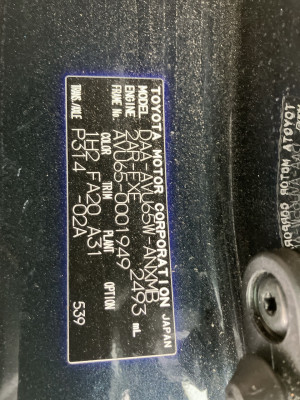 TOYOTA MOTOR CORPORATION JAPAN
MODEL DAA-AVU65W-ANXMB
ENGINE 2AR-FXE 2493 mL
FRAME No. AVU65-0001949
COLOR TRIM PLANT OPTION
1H2 FA20 A31
TRANS./AXLE P314 -02A 539